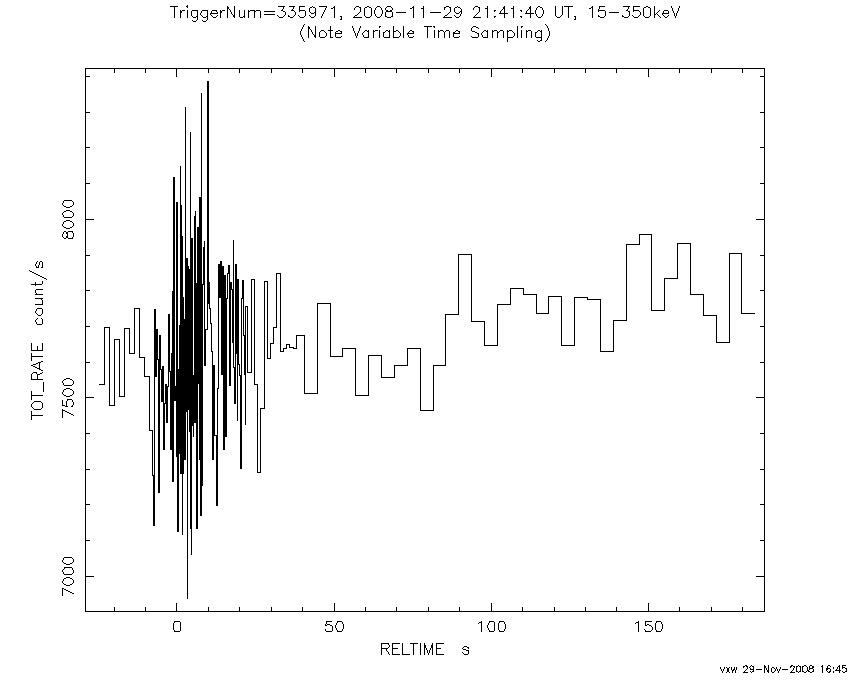 TriggerNum=335971, 2008-11-29 21:41:40 UT, 15-350keV
(Note Variable Time Sampling)
TOT_RATE count/s
8000
7500
7000
0 50 100 150
RELTIME s
vxw 29-Nov-2008 16:45